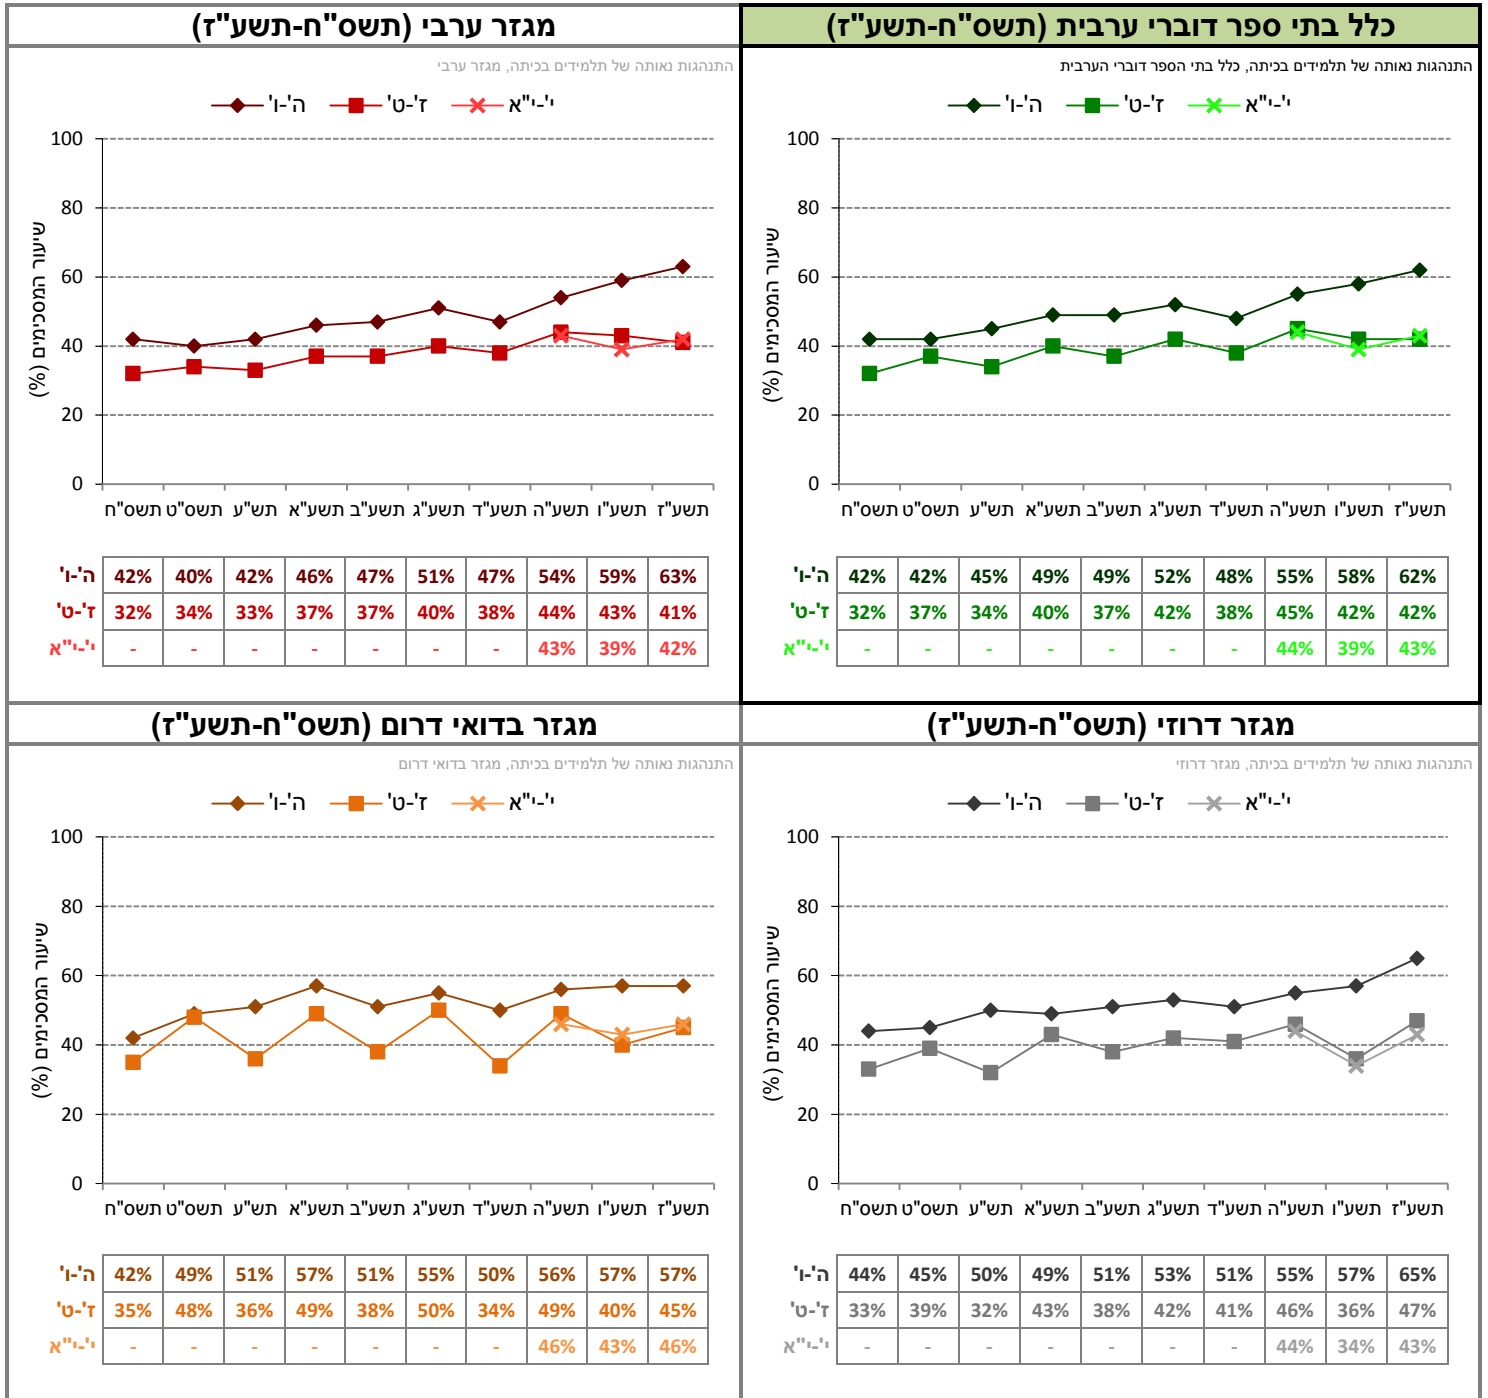 כלל בתי ספר דוברי ערבית (תשס"ח-תשע"ז)
התנהגות נאותה של תלמידים בכיתה, כלל בתי הספר דוברי הערבית
ה'-ו' ז'-ט' י'-י"א
שיעור המסכימים (%)
100
80
60
40
20
0
תשס"ח תשס"ט תש"ע תשע"א תשע"ב תשע"ג תשע"ד תשע"ה תשע"ו תשע"ז
ה'-ו' 42% 42% 45% 49% 49% 52% 48% 55% 58% 62%
ז'-ט' 32% 37% 34% 40% 37% 42% 38% 45% 42% 42%
י'-י"א - - - - - - - 44% 39% 43%
מגזר ערבי (תשס"ח-תשע"ז)
התנהגות נאותה של תלמידים בכיתה, מגזר ערבי
ה'-ו' ז'-ט' י'-י"א
שיעור המסכימים (%)
100
80
60
40
20
0
תשס"ח תשס"ט תש"ע תשע"א תשע"ב תשע"ג תשע"ד תשע"ה תשע"ו תשע"ז
ה'-ו' 42% 40% 42% 46% 47% 51% 47% 54% 59% 63%
ז'-ט' 32% 34% 33% 37% 37% 40% 38% 44% 43% 41%
י'-י"א - - - - - - - 43% 39% 42%
מגזר דרוזי (תשס"ח-תשע"ז)
התנהגות נאותה של תלמידים בכיתה, מגזר דרוזי
ה'-ו' ז'-ט' י'-י"א
שיעור המסכימים (%)
100
80
60
40
20
0
תשס"ח תשס"ט תש"ע תשע"א תשע"ב תשע"ג תשע"ד תשע"ה תשע"ו תשע"ז
ה'-ו' 44% 45% 50% 49% 51% 53% 51% 55% 57% 65%
ז'-ט' 33% 39% 32% 43% 38% 42% 41% 46% 36% 47%
י'-י"א - - - - - - - 44% 34% 43%
מגזר בדואי דרום (תשס"ח-תשע"ז)
התנהגות נאותה של תלמידים בכיתה, מגזר בדואי דרום
ה'-ו' ז'-ט' י'-י"א
שיעור המסכימים (%)
100
80
60
40
20
0
תשס"ח תשס"ט תש"ע תשע"א תשע"ב תשע"ג תשע"ד תשע"ה תשע"ו תשע"ז
ה'-ו' 42% 49% 51% 57% 51% 55% 50% 56% 57% 57%
ז'-ט' 35% 48% 36% 49% 38% 50% 34% 49% 40% 45%
י'-י"א - - - - - - - 46% 43% 46%